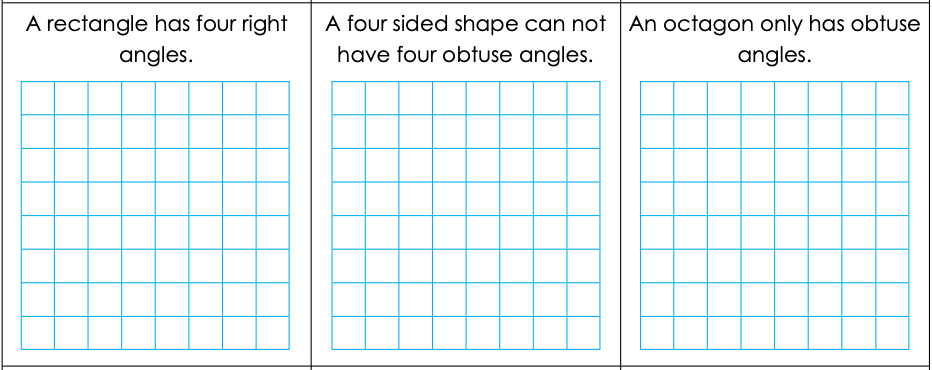 A rectangle has four right
angles.
A four sided shape can not
have four obtuse angles.
An octagon only has obtuse
angles.